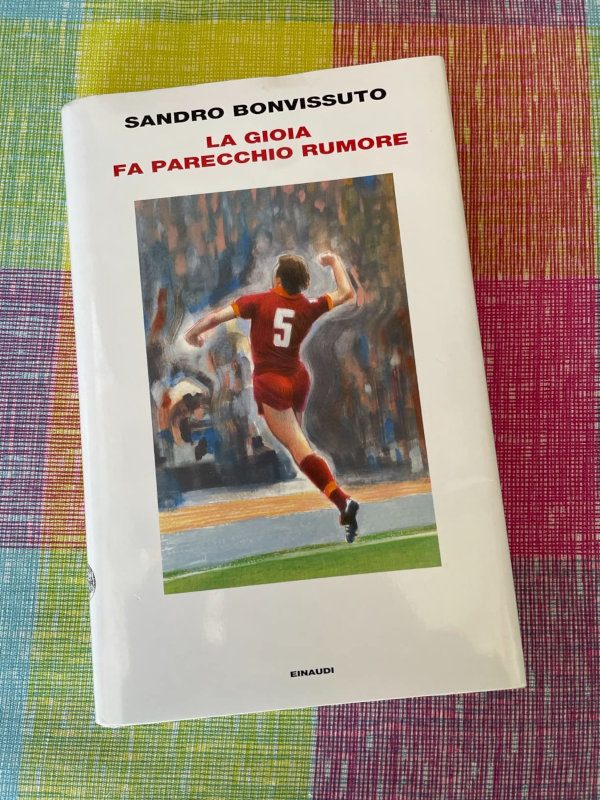 SANDRO BONVISSUTO
LA GIOIA
FA PARECCHIO RUMORE
5
EINAUDI